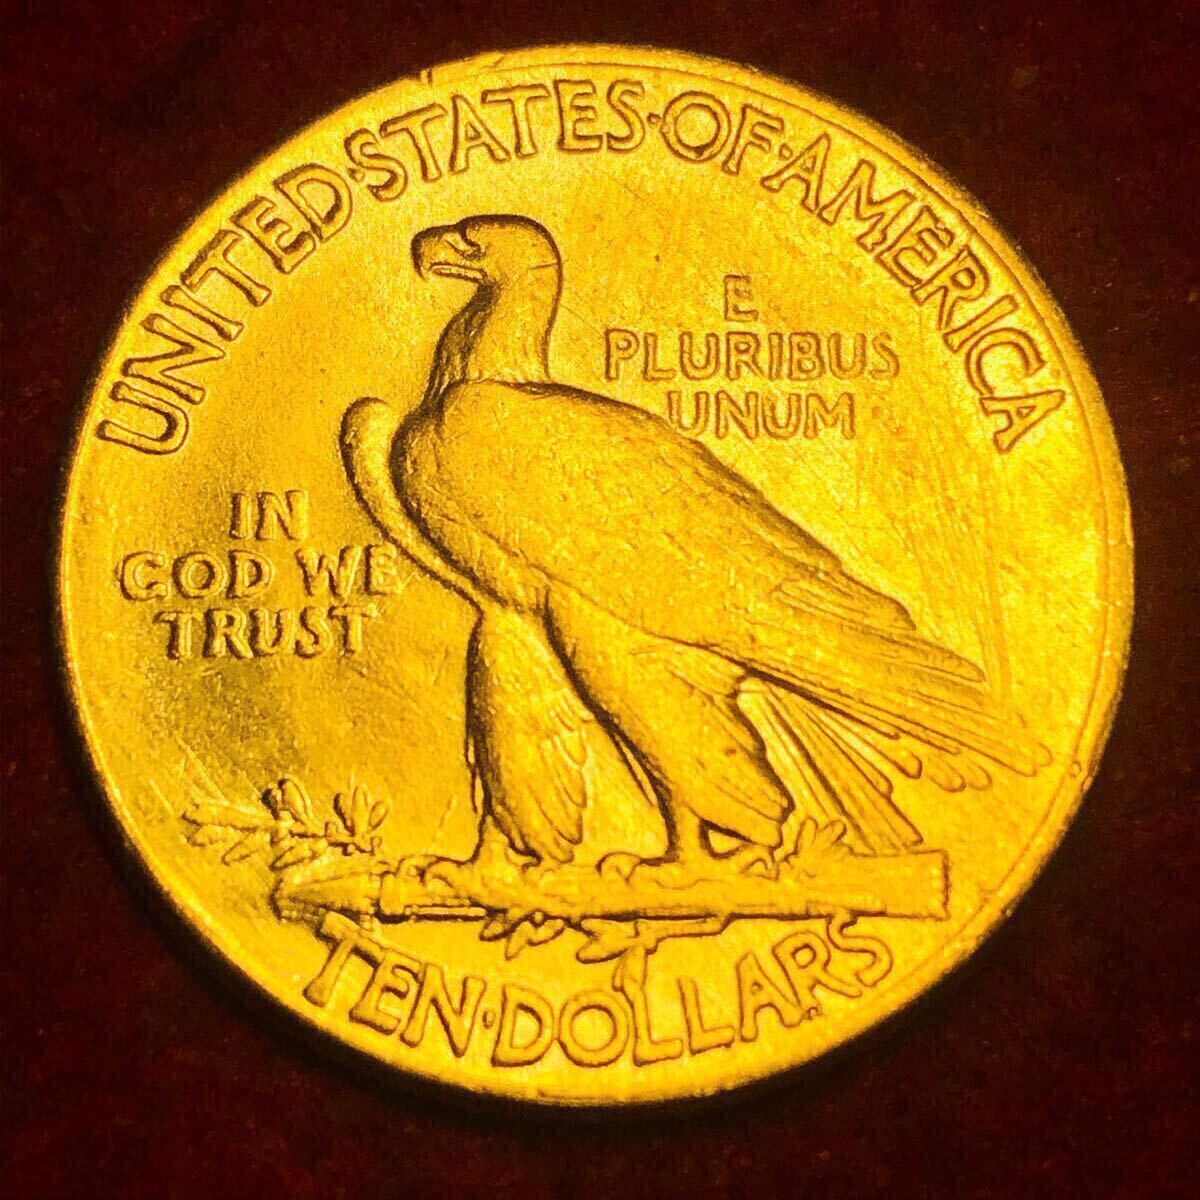 UNITED·STATES·OF·AMERICA
E
PLURIBUS
UNUM
IN
GOD WE
TRUST
TEN·DOLLARS